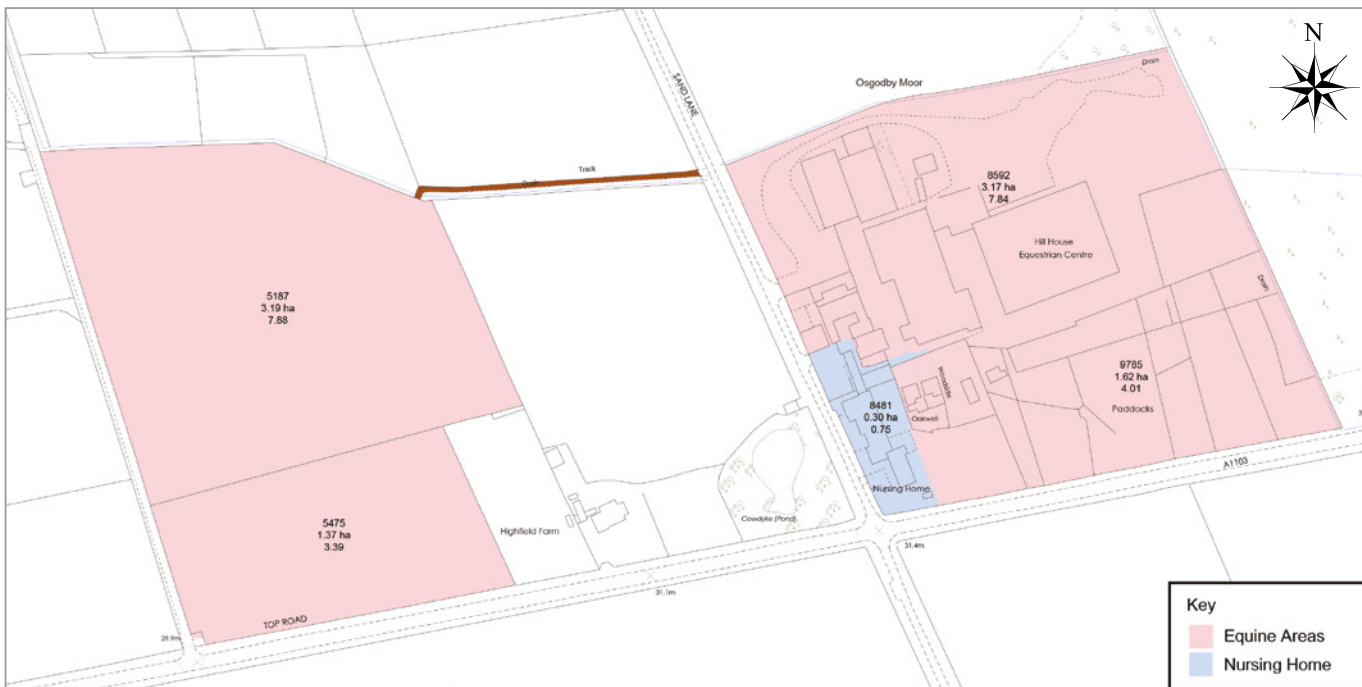 N
SAND LANE
Osgodby Moor
Drain
Track
Drain
8592
3.17 ha
7.84
Hill House
Equestrian Centre
5187
3.19 ha
7.88
Drain
9785
1.62 ha
4.01
Paddocks
Woodside
8481
0.30 ha
0.75
Oakwell
Nursing Home
A1103
5475
1.37 ha
3.39
Highfield Farm
Cowdyke (Pond)
31.4m
31.1m
TOP ROAD
29.9m
Key
Equine Areas
Nursing Home